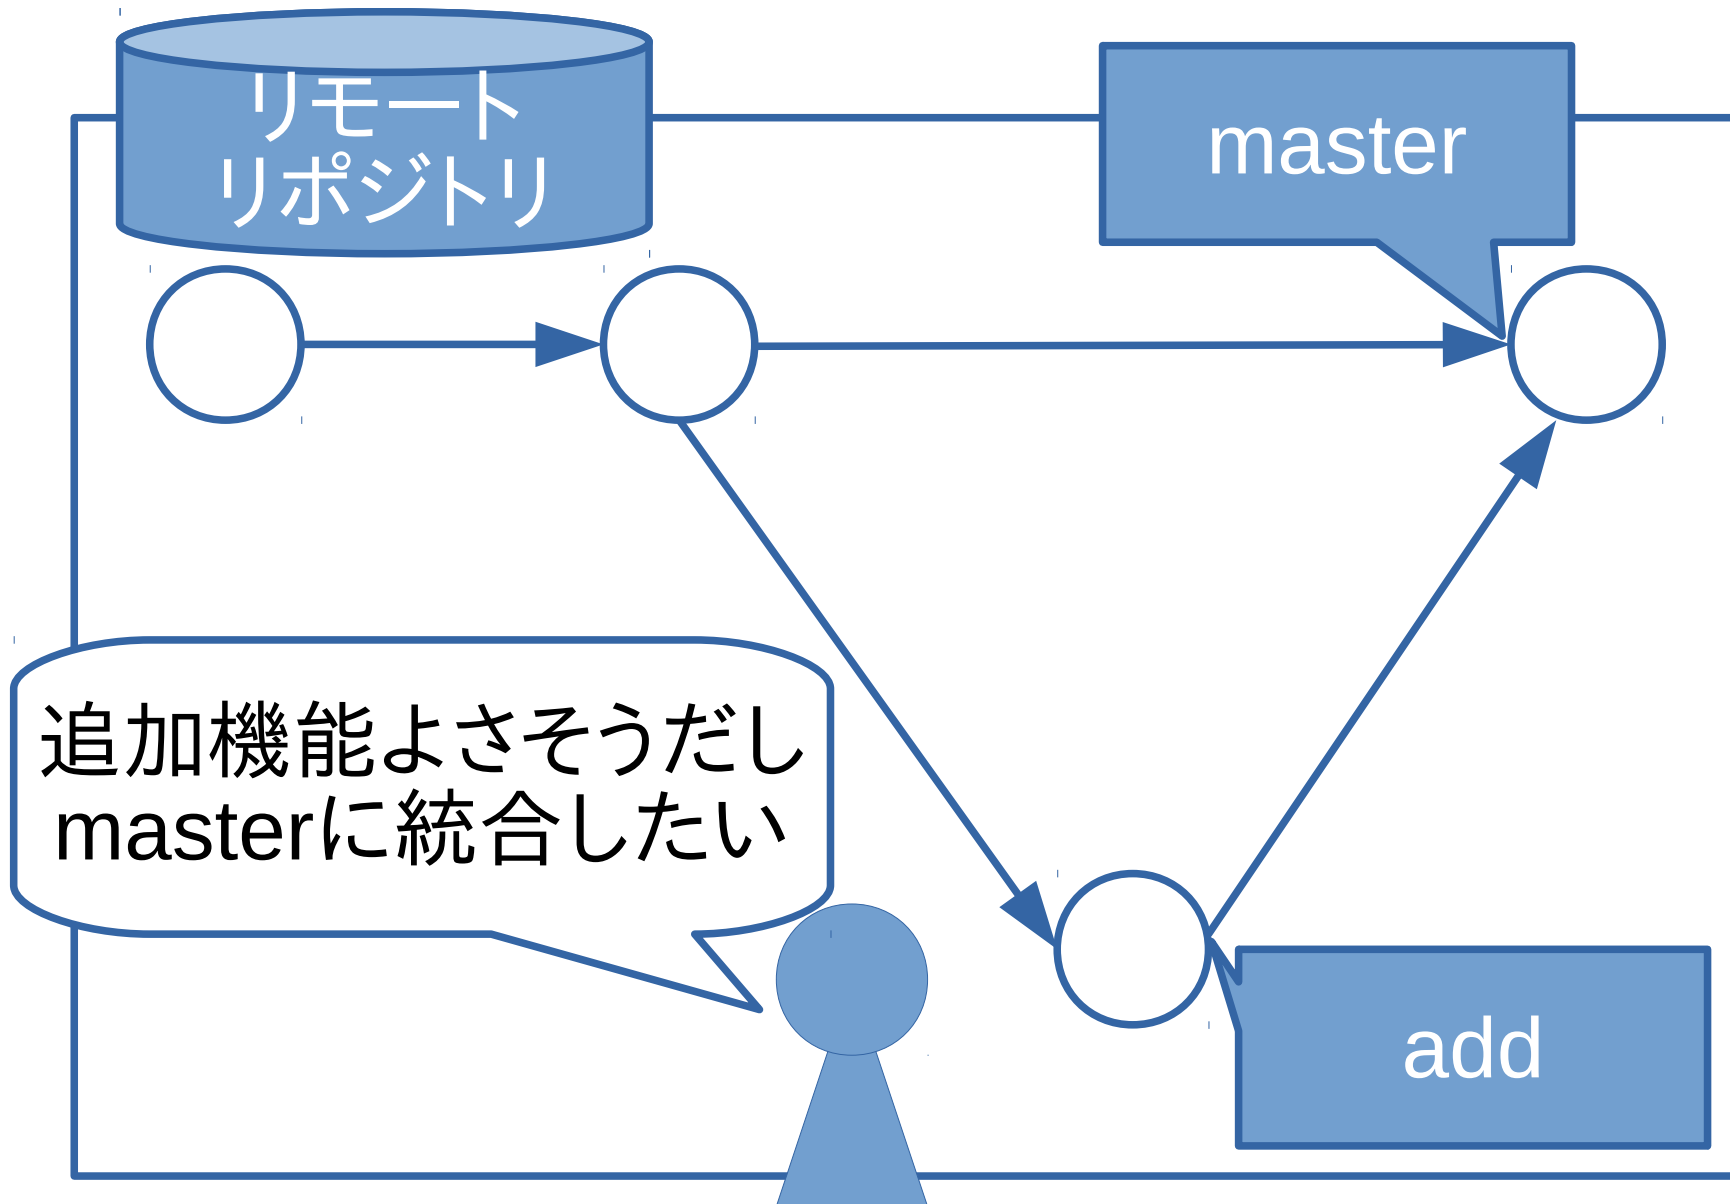 リモート
リポジトリ
master
追加機能よさそうだし
masterに統合したい
add